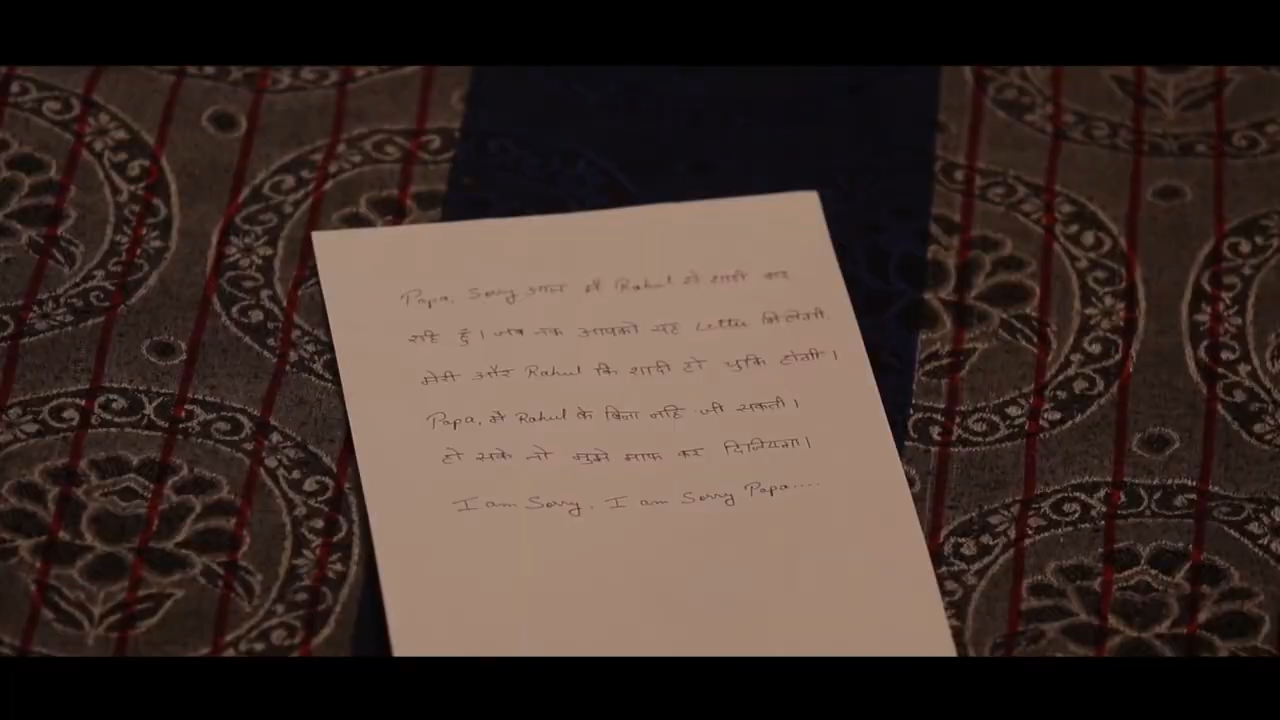 Papa, Sorry आज मैं Rahul से शादी कर
रहि हुँ। जब तक आपको यह Letter मिलेगी,
मेरी और Rahul कि शादी हो चुकि होगी।
Papa, मैं Rahul के बिना नहि जी सकती।
हो सके तो मुझे माफ कर दिजियेगा।
I am Sorry, I am Sorry Papa....